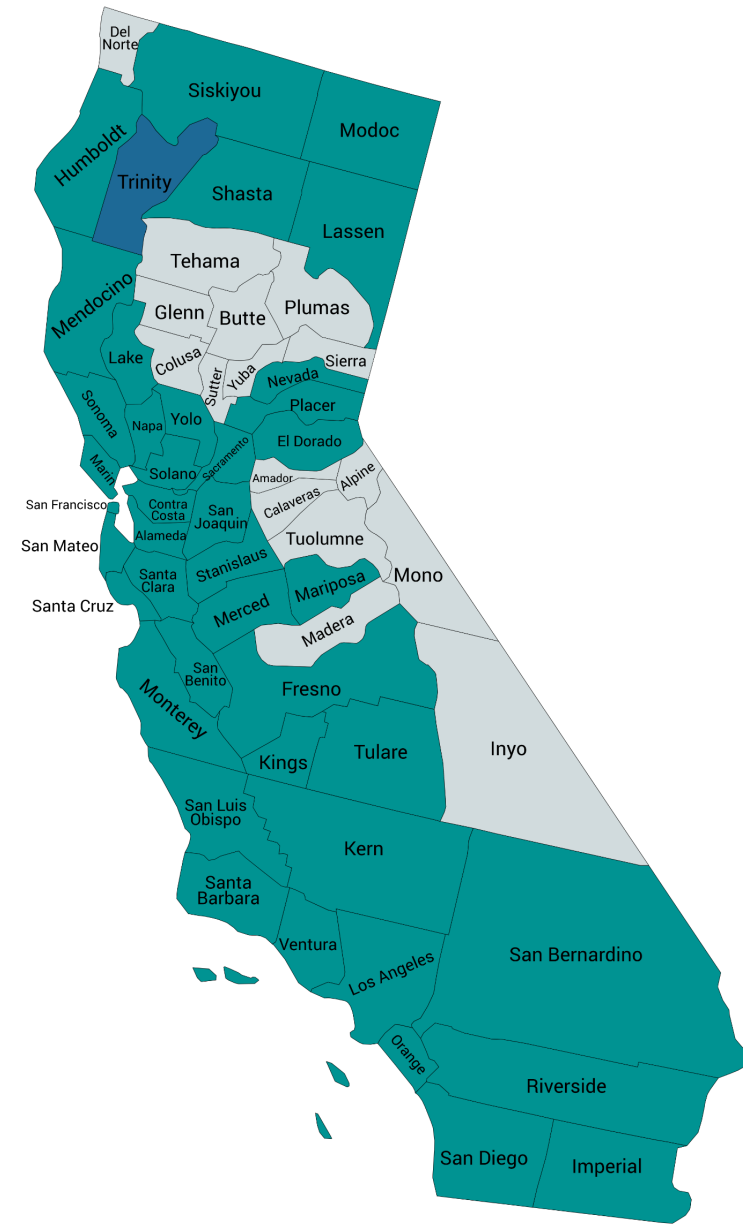 Del
Norte
Siskiyou
Modoc
Humboldt
Trinity
Shasta
Lassen
Tehama
Mendocino
Glenn
Butte
Plumas
Lake
Colusa
Sutter
Yuba
Sierra
Nevada
Placer
Sonoma
Napa
Yolo
El Dorado
Sacramento
Marin
Solano
Amador
Alpine
San Francisco
Contra
Costa
San
Joaquin
Calaveras
Alameda
Tuolumne
San Mateo
Stanislaus
Mono
Santa
Clara
Mariposa
Santa Cruz
Merced
Madera
San
Benito
Fresno
Monterey
Kings
Tulare
Inyo
San Luis
Obispo
Kern
Santa
Barbara
Ventura
Los Angeles
San Bernardino
Orange
Riverside
San Diego
Imperial